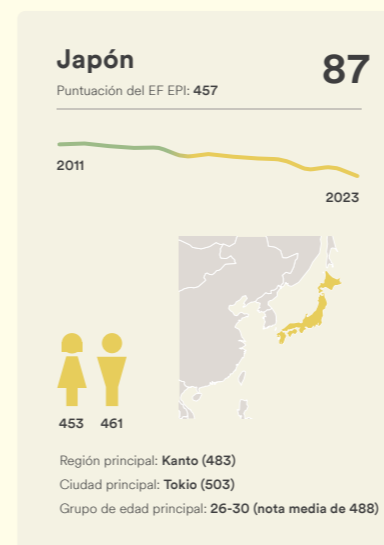 Japón
87
Puntuación del EF EPI: 457
2011
2023
453 461
Región principal: Kanto (483)
Ciudad principal: Tokio (503)
Grupo de edad principal: 26-30 (nota media de 488)